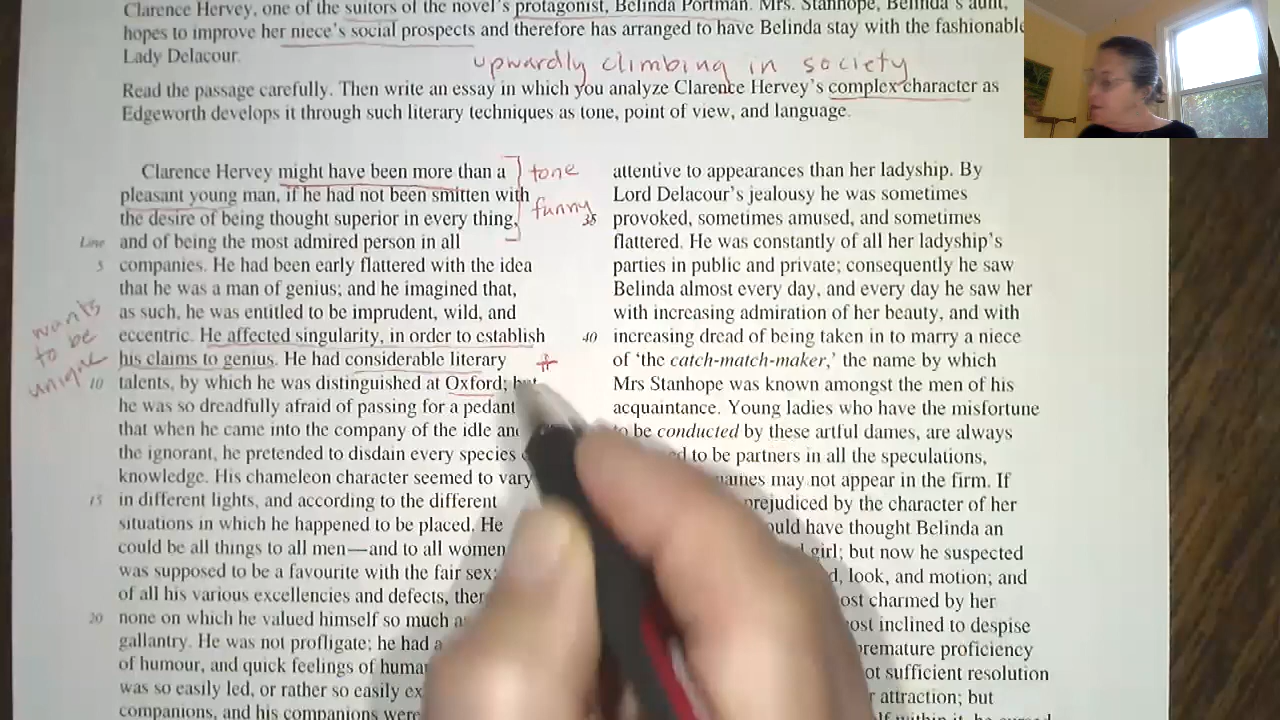 Clarence Hervey, one of the suitors of the novel's protagonist, Belinda Portman. Mrs. Stanhope, Belinda's aunt,
hopes to improve her niece's social prospects and therefore has arranged to have Belinda stay with the fashionable
Lady Delacour.
upwardly climbing in society
Read the passage carefully. Then write an essay in which you analyze Clarence Hervey's complex character as
Edgeworth develops it through such literary techniques as tone, point of view, and language.
Clarence Hervey might have been more than a
pleasant young man, if he had not been smitten with
the desire of being thought superior in every thing,
Line and of being the most admired person in all
5 companies. He had been early flattered with the idea
that he was a man of genius; and he imagined that,
as such, he was entitled to be imprudent, wild, and
eccentric. He affected singularity, in order to establish
his claims to genius. He had considerable literary
10 talents, by which he was distinguished at Oxford; but
he was so dreadfully afraid of passing for a pedant
that when he came into the company of the idle and
the ignorant, he pretended to disdain every species
knowledge. His chameleon character seemed to vary
15 in different lights, and according to the different
situations in which he happened to be placed. He
could be all things to all men—and to all women
was supposed to be a favourite with the fair sex;
of all his various excellencies and defects,
20 none on which he valued himself so much
gallantry. He was not profligate; he had a
of humour, and quick feelings of
was so easily led, or rather so easily
companions, and his companions were
tone
funny
wants
to be
unique
+
attentive to appearances than her ladyship. By
Lord Delacour's jealousy he was sometimes
35 provoked, sometimes amused, and sometimes
flattered. He was constantly of all her ladyship's
parties in public and private; consequently he saw
Belinda almost every day, and every day he saw her
with increasing admiration of her beauty, and with
40 increasing dread of being taken in to marry a niece
of 'the catch-match-maker,' the name by which
Mrs Stanhope was known amongst the men of his
acquaintance. Young ladies who have the misfortune
to be conducted by these artful dames, are always
to be partners in all the speculations,
names may not appear in the firm. If
prejudiced by the character of her
would have thought Belinda an
girl; but now he suspected
look, and motion; and
most charmed by her
most inclined to despise
premature proficiency
not sufficient resolution
attraction; but
within it, he